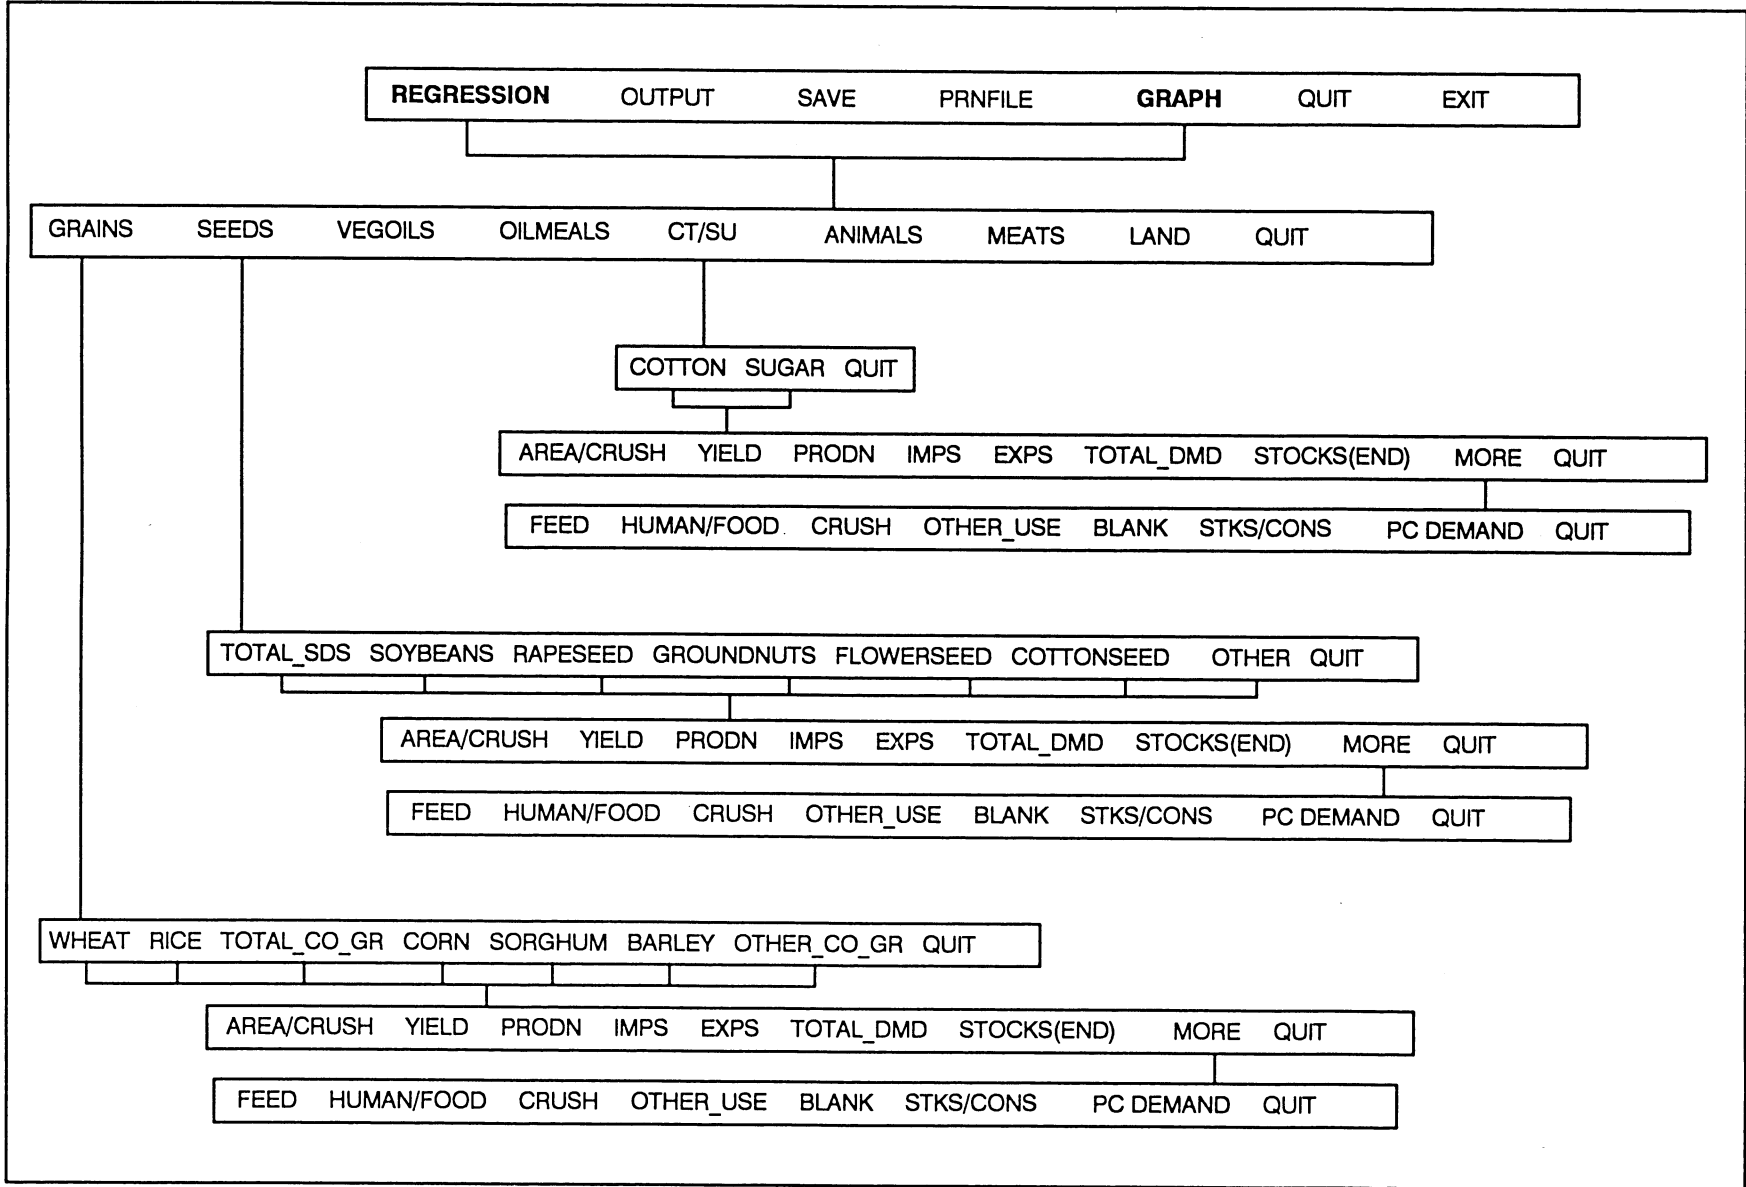 REGRESSION OUTPUT SAVE PRNFILE GRAPH QUIT EXIT
GRAINS SEEDS VEGOILS OILMEALS CT/SU ANIMALS MEATS LAND QUIT
COTTON SUGAR QUIT
AREA/CRUSH YIELD PRODN IMPS EXPS TOTAL_DMD STOCKS(END) MORE QUIT
FEED HUMAN/FOOD CRUSH OTHER_USE BLANK STKS/CONS PC DEMAND QUIT
TOTAL_SDS SOYBEANS RAPESEED GROUNDNUTS FLOWERSEED COTTONSEED OTHER QUIT
AREA/CRUSH YIELD PRODN IMPS EXPS TOTAL_DMD STOCKS(END) MORE QUIT
FEED HUMAN/FOOD CRUSH OTHER_USE BLANK STKS/CONS PC DEMAND QUIT
WHEAT RICE TOTAL_CO_GR CORN SORGHUM BARLEY OTHER_CO_GR QUIT
AREA/CRUSH YIELD PRODN IMPS EXPS TOTAL_DMD STOCKS(END) MORE QUIT
FEED HUMAN/FOOD CRUSH OTHER_USE BLANK STKS/CONS PC DEMAND QUIT